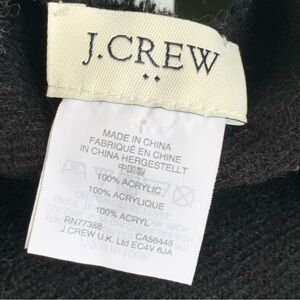 J.CREW
MADE IN CHINA
FABRIQUÉ EN CHINE
IN CHINA HERGESTELLT
中国製
100% ACRYLIC
100% ACRYLIQUE
100% ACRYL
RN77388 CA56445
J.CREW U.K. Ltd EC4V 6JA